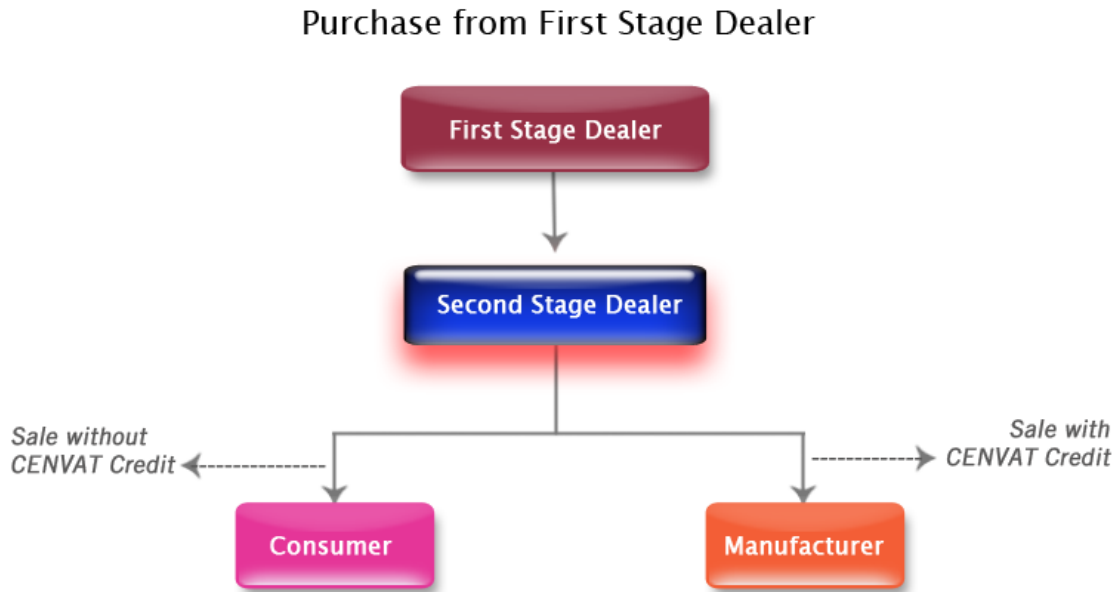 Purchase from First Stage Dealer
First Stage Dealer
Second Stage Dealer
Sale without
CENVAT Credit
Sale with
CENVAT Credit
Consumer
Manufacturer